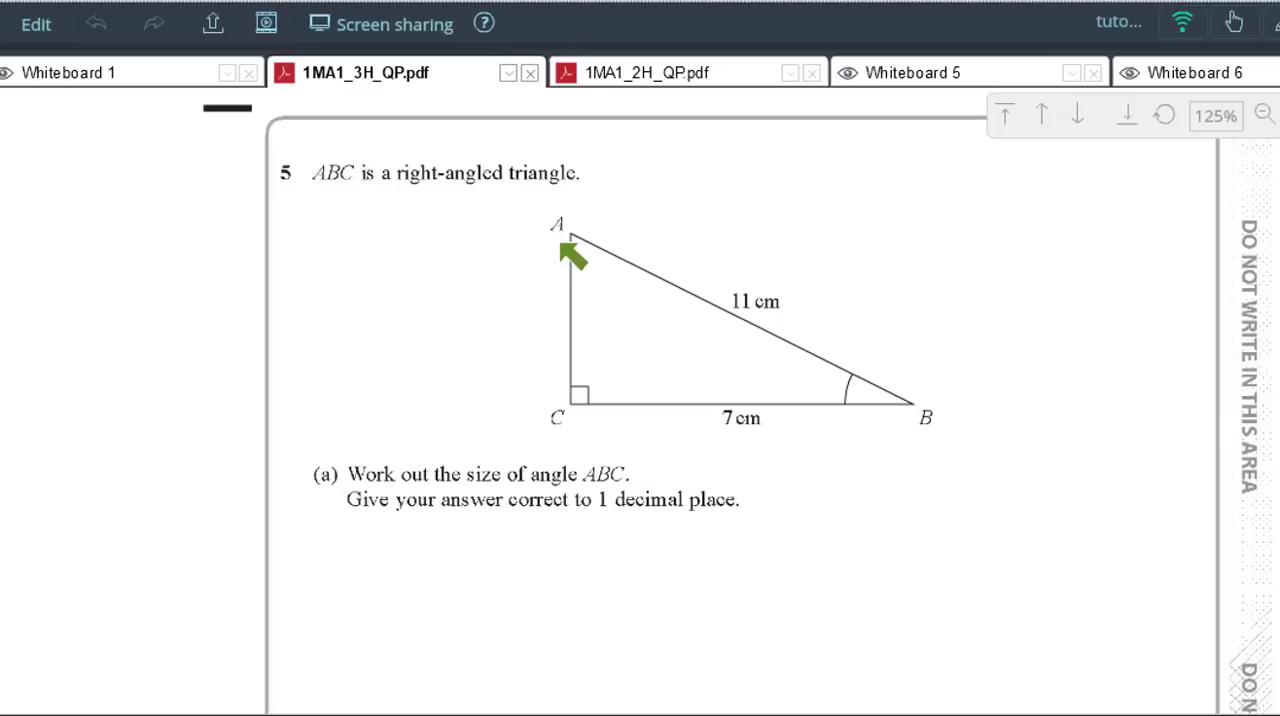 Edit Screen sharing ? tuto...
Whiteboard 1 1MA1_3H_QP.pdf 1MA1_2H_QP.pdf Whiteboard 5 Whiteboard 6
125%
5 ABC is a right-angled triangle.
A
11 cm
C
7 cm
B
(a) Work out the size of angle ABC.
Give your answer correct to 1 decimal place.
DO NOT WRITE IN THIS AREA
DO N